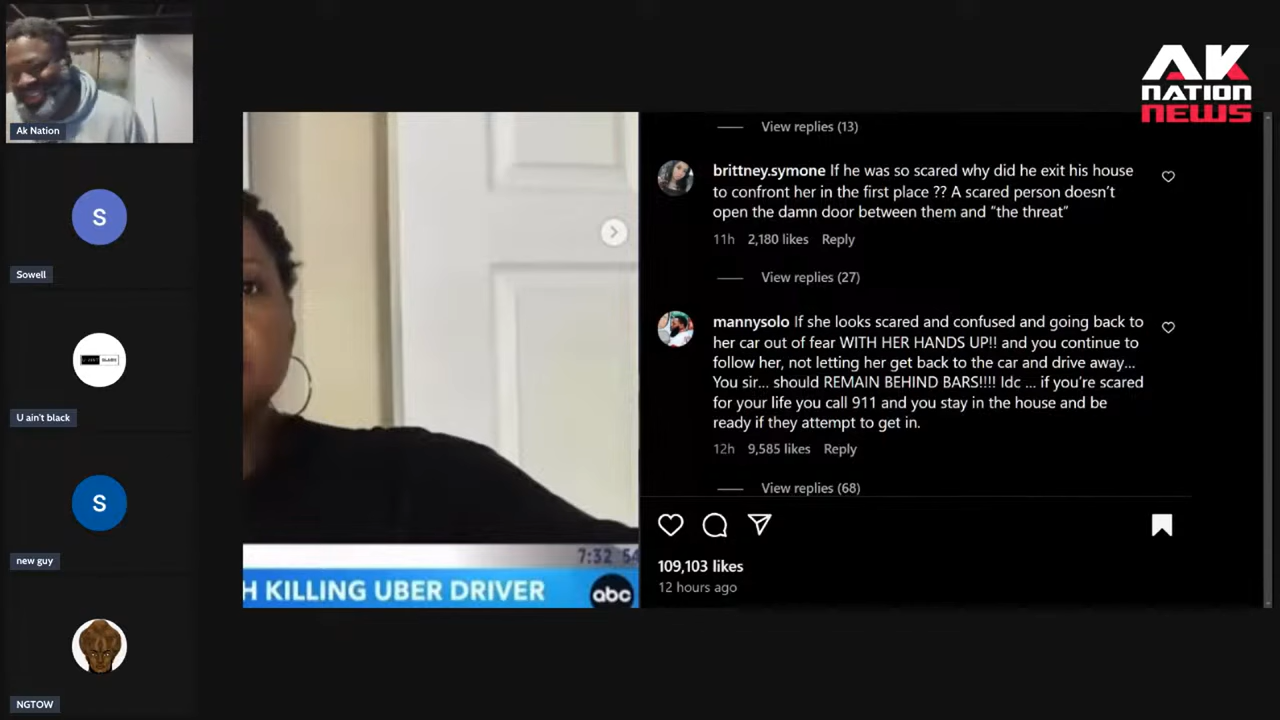 AK
NATION
NEWS
Ak Nation
S
Sowell
U ain't black
S
new guy
NGTOW
7:32 54
H KILLING UBER DRIVER
abc
View replies (13)
brittney.symone If he was so scared why did he exit his house
to confront her in the first place ?? A scared person doesn't
open the damn door between them and “the threat”
11h 2,180 likes Reply
View replies (27)
mannysolo If she looks scared and confused and going back to
her car out of fear WITH HER HANDS UP!! and you continue to
follow her, not letting her get back to the car and drive away...
You sir... should REMAIN BEHIND BARS!!!! Idc ... if you're scared
for your life you call 911 and you stay in the house and be
ready if they attempt to get in.
12h 9,585 likes Reply
View replies (68)
109,103 likes
12 hours ago